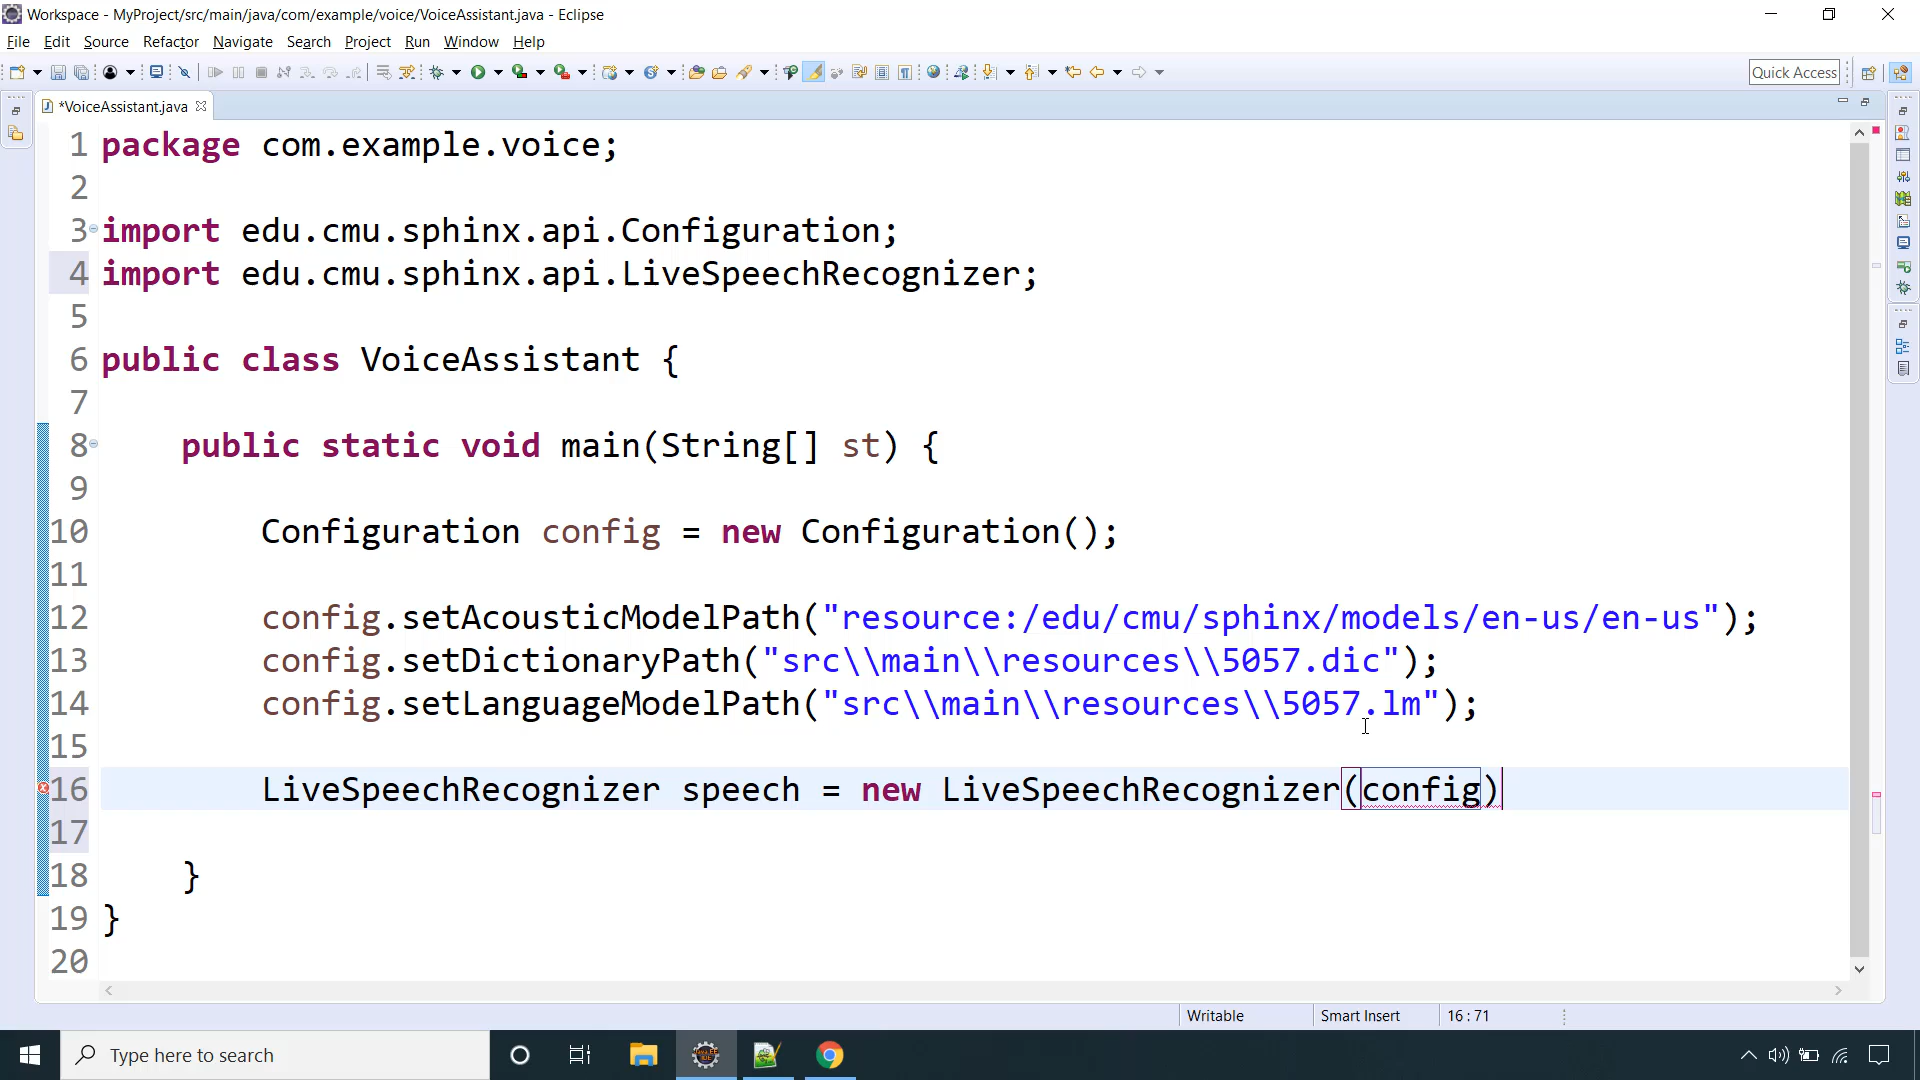 Workspace - MyProject/src/main/java/com/example/voice/VoiceAssistant.java - Eclipse
File Edit Source Refactor Navigate Search Project Run Window Help
Quick Access
*VoiceAssistant.java
1 package com.example.voice;
2
3 import edu.cmu.sphinx.api.Configuration;
4 import edu.cmu.sphinx.api.LiveSpeechRecognizer;
5
6 public class VoiceAssistant {
7
8 public static void main(String[] st) {
9
10 Configuration config = new Configuration();
11
12 config.setAcousticModelPath("resource:/edu/cmu/sphinx/models/en-us/en-us");
13 config.setDictionaryPath("src\\main\\resources\\5057.dic");
14 config.setLanguageModelPath("src\\main\\resources\\5057.lm");
15
16 LiveSpeechRecognizer speech = new LiveSpeechRecognizer(config)
17
18 }
19 }
20
Writable Smart Insert 16 : 71
Type here to search